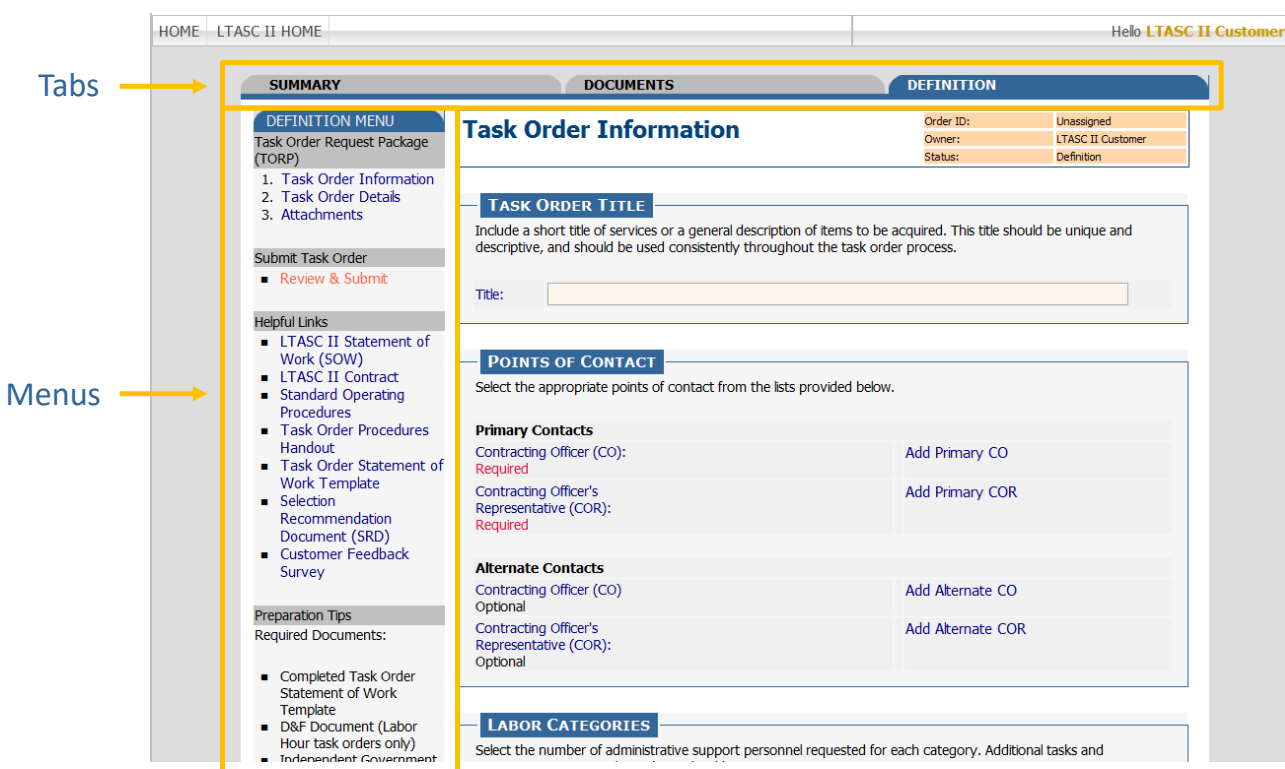 HOME LTASC II HOME Hello LTASC II Customer
Tabs
SUMMARY DOCUMENTS DEFINITION
Menus
DEFINITION MENU
Task Order Request Package
(TORP)
1. Task Order Information
2. Task Order Details
3. Attachments
Submit Task Order
▪ Review & Submit
Helpful Links
▪ LTASC II Statement of
Work (SOW)
▪ LTASC II Contract
▪ Standard Operating
Procedures
▪ Task Order Procedures
Handout
▪ Task Order Statement of
Work Template
▪ Selection
Recommendation
Document (SRD)
▪ Customer Feedback
Survey
Preparation Tips
Required Documents:
▪ Completed Task Order
Statement of Work
Template
▪ D&F Document (Labor
Hour task orders only)
▪ Independent Government
Task Order Information
Order ID: Unassigned
Owner: LTASC II Customer
Status: Definition
TASK ORDER TITLE
Include a short title of services or a general description of items to be acquired. This title should be unique and
descriptive, and should be used consistently throughout the task order process.
Title:
POINTS OF CONTACT
Select the appropriate points of contact from the lists provided below.
Primary Contacts
Contracting Officer (CO): Add Primary CO
Required
Contracting Officer's Add Primary COR
Representative (COR):
Required
Alternate Contacts
Contracting Officer (CO) Add Alternate CO
Optional
Contracting Officer's Add Alternate COR
Representative (COR):
Optional
LABOR CATEGORIES
Select the number of administrative support personnel requested for each category. Additional tasks and